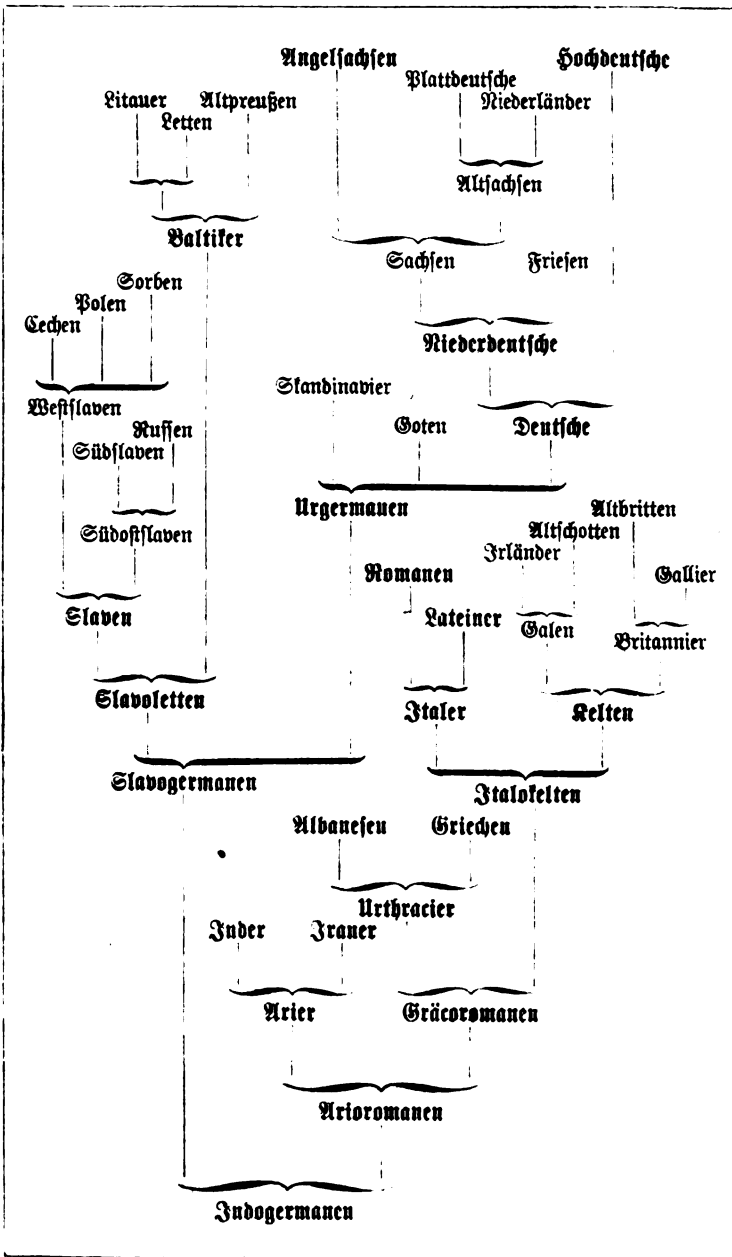 Angelsachsen
Hochdeutsche
Plattdeutsche
Litauer
Altpreußen
Niederländer
Letten
Altsachsen
Baltiker
Sachsen
Friesen
Sorben
Polen
Cechen
Niederdeutsche
Skandinavier
Westslaven
Goten
Deutsche
Russen
Südslaven
Urgermanen
Altbritten
Südostslaven
Altschotten
Irländer
Romanen
Gallier
Slaven
Lateiner
Galen
Britannier
Slavoletten
Italer
Kelten
Slavogermanen
Italokelten
Albanesen
Griechen
Urthracier
Inder
Iraner
Arier
Gräcoromanen
Arioromanen
Indogermanen